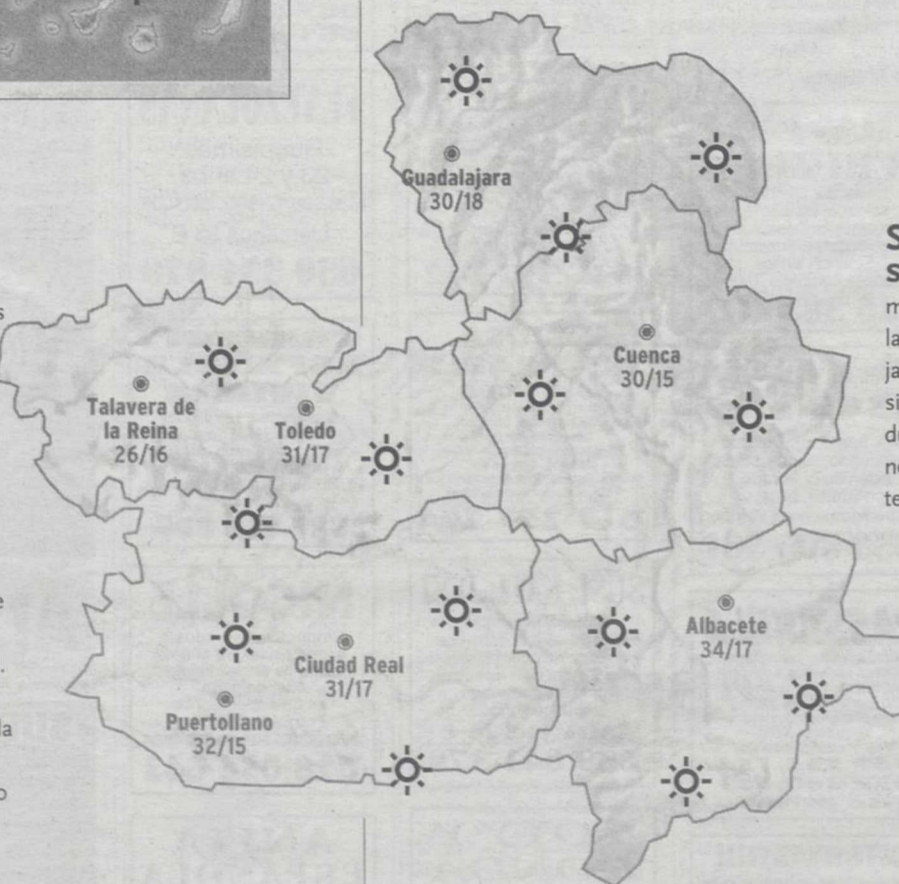 Guadalajara
30/18
Cuenca
30/15
Talavera de
la Reina
26/16
Toledo
31/17
Albacete
34/17
Ciudad Real
31/17
Puertollano
32/15